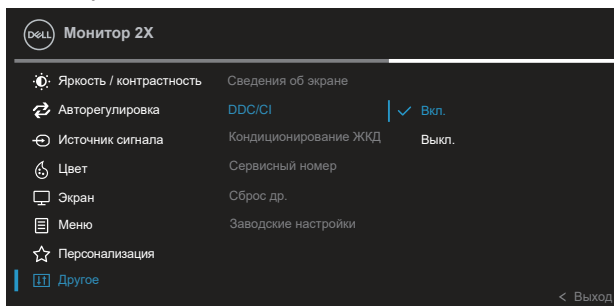 DELL Монитор 2X
Яркость / контрастность Сведения об экране
Авторегулировка DDC/CI Вкл.
Источник сигнала Кондиционирование ЖКД Выкл.
Цвет Сервисный номер
Экран Сброс др.
Меню Заводские настройки
Персонализация
Другое
< Выход